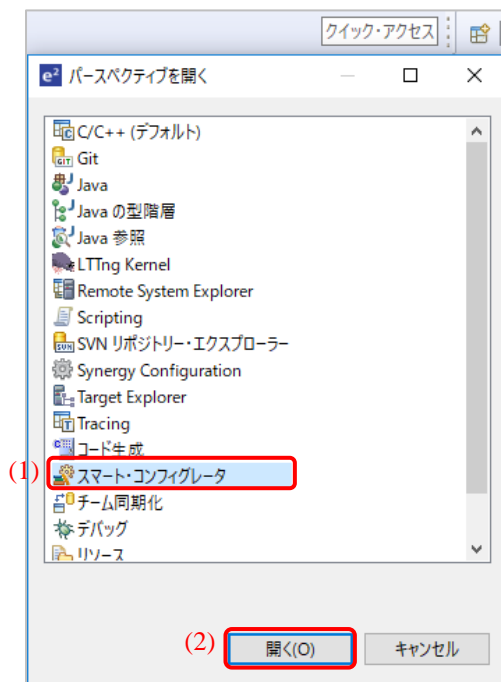 クイック・アクセス
e² パースペクティブを開く
C/C++ (デフォルト)
GIT Git
Java
Java の型階層
Java 参照
LTTng Kernel
Remote System Explorer
Scripting
SVN SVN リポジトリー・エクスプローラー
Synergy Configuration
Target Explorer
Tracing
コード生成
(1) スマート・コンフィグレータ
チーム同期化
デバッグ
リソース
(2) 開く(O) キャンセル